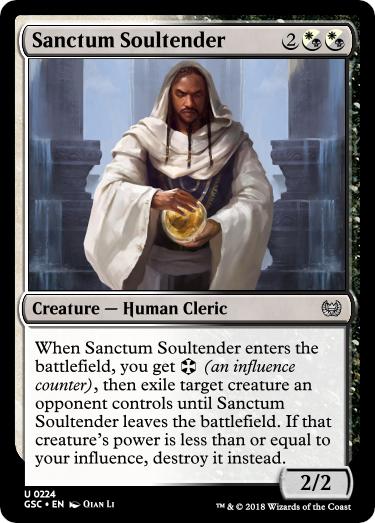 Sanctum Soultender 2
Creature — Human Cleric
When Sanctum Soultender enters the
battlefield, you get (an influence
counter), then exile target creature an
opponent controls until Sanctum
Soultender leaves the battlefield. If that
creature's power is less than or equal to
your influence, destroy it instead.
2/2
U 0224
GSC • EN Qian Li
™ & © 2018 Wizards of the Coast